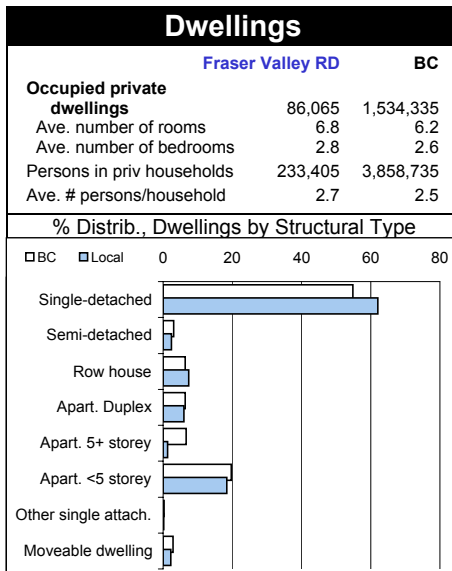 Dwellings
Fraser Valley RD BC
Occupied private
dwellings 86,065 1,534,335
Ave. number of rooms 6.8 6.2
Ave. number of bedrooms 2.8 2.6
Persons in priv households 233,405 3,858,735
Ave. # persons/household 2.7 2.5
% Distrib., Dwellings by Structural Type
BC Local 0 20 40 60 80
Single-detached
Semi-detached
Row house
Apart. Duplex
Apart. 5+ storey
Apart. <5 storey
Other single attach.
Moveable dwelling